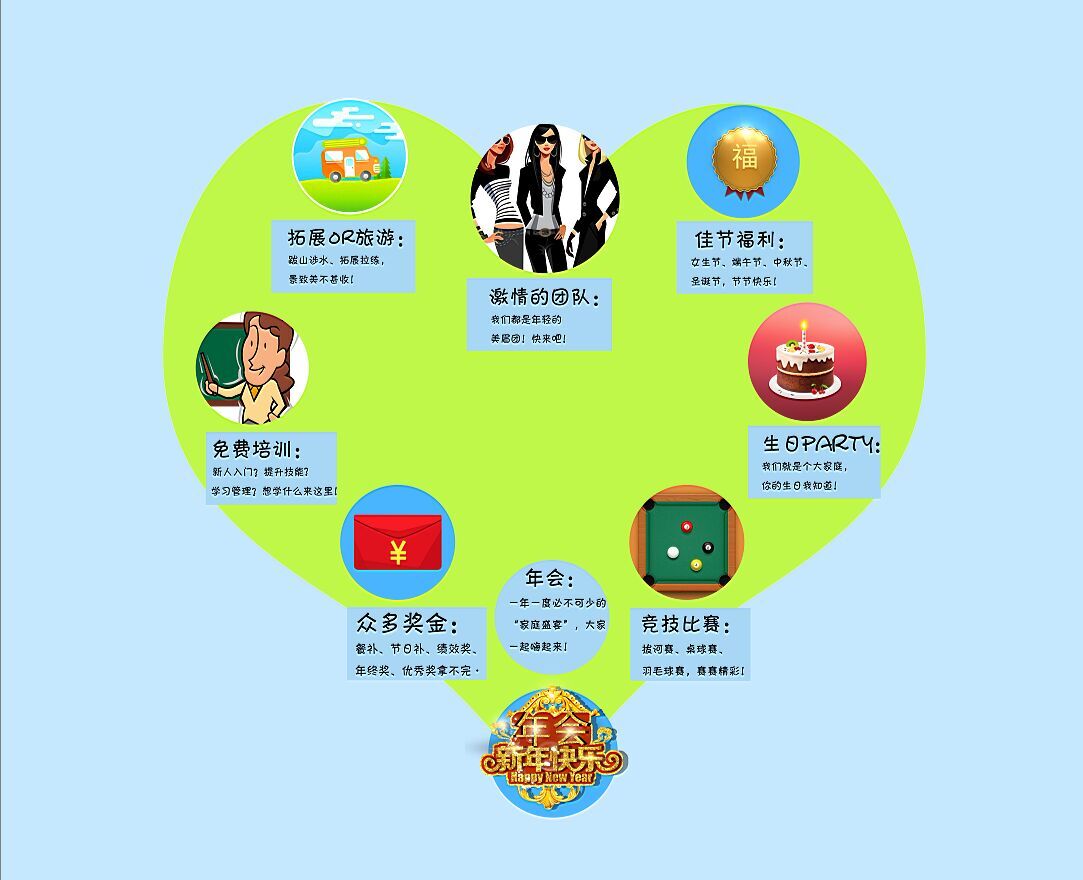 福
拓展OR旅游：
跋山涉水、拓展拉练，
景致美不甚收！
激情的团队：
我们都是年轻的
美眉团！快来吧！
佳节福利：
女生节、端午节、中秋节、
圣诞节，节节快乐！
免费培训：
新人入门？提升技能？
学习管理？想学什么来这里！
生日PARTY：
我们就是个大家庭，
你的生日我知道！
¥
众多奖金：
餐补、节日补、绩效奖、
年终奖、优秀奖拿不完·
年会：
一年一度必不可少的
“家庭盛宴”，大家
一起嗨起来！
竞技比赛：
拔河赛、桌球赛、
羽毛球赛，赛赛精彩！
年会
新年快乐
Happy New Year